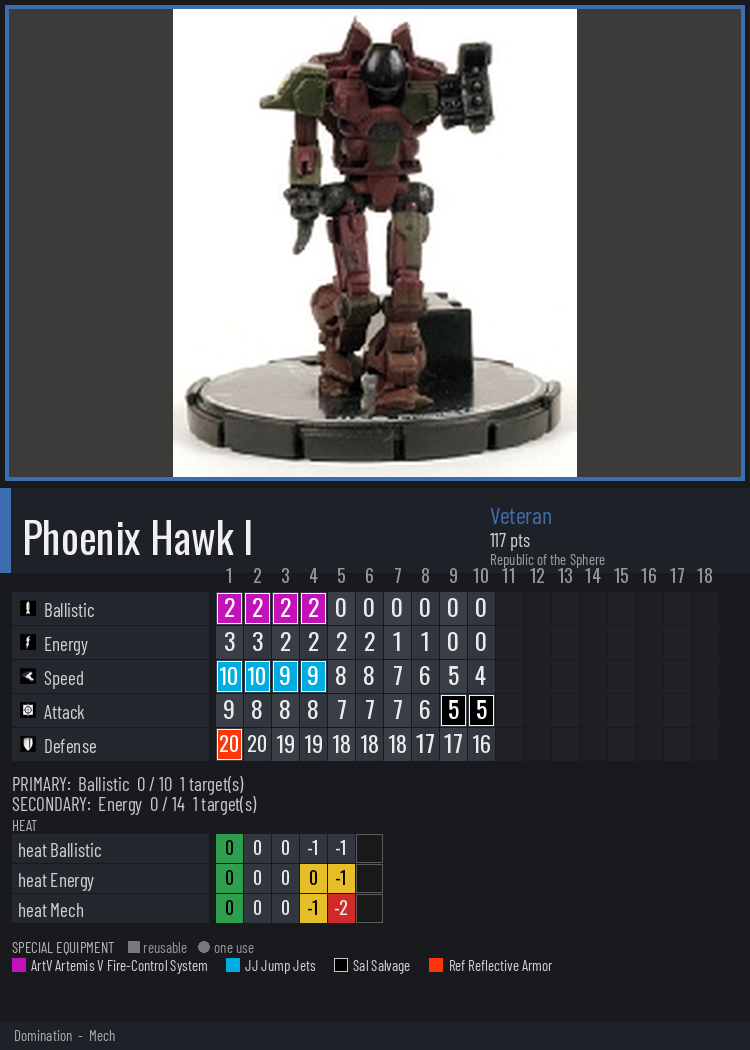 Phoenix Hawk I
Veteran
117 pts
Republic of the Sphere
1 2 3 4 5 6 7 8 9 10 11 12 13 14 15 16 17 18
Ballistic 2 2 2 2 0 0 0 0 0 0
Energy 3 3 2 2 2 2 1 1 0 0
Speed 10 10 9 9 8 8 7 6 5 4
Attack 9 8 8 8 7 7 7 6 5 5
Defense 20 20 19 19 18 18 18 17 17 16
PRIMARY: Ballistic 0 / 10 1 target(s)
SECONDARY: Energy 0 / 14 1 target(s)
HEAT
heat Ballistic 0 0 0 -1 -1
heat Energy 0 0 0 0 -1
heat Mech 0 0 0 -1 -2
SPECIAL EQUIPMENT reusable one use
ArtV Artemis V Fire-Control System JJ Jump Jets Sal Salvage Ref Reflective Armor
Domination - Mech